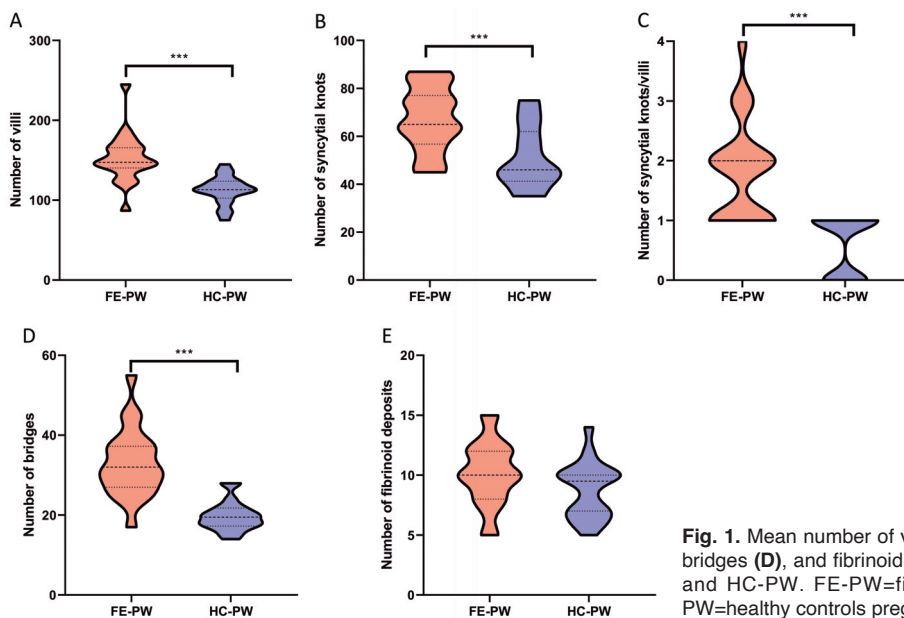 A
Number of villi
300
200
100
0
***
FE-PW HC-PW
B
Number of syncytial knots
100
80
60
40
20
0
***
FE-PW HC-PW
C
Number of syncytial knots/villi
4
3
2
1
0
***
FE-PW HC-PW
D
Number of bridges
60
40
20
0
***
FE-PW HC-PW
E
Number of fibrinoid deposits
20
15
10
5
0
FE-PW HC-PW
Fig. 1. Mean number of
bridges (D), and fibrinoid
and HC-PW. FE-PW=
PW=healthy controls